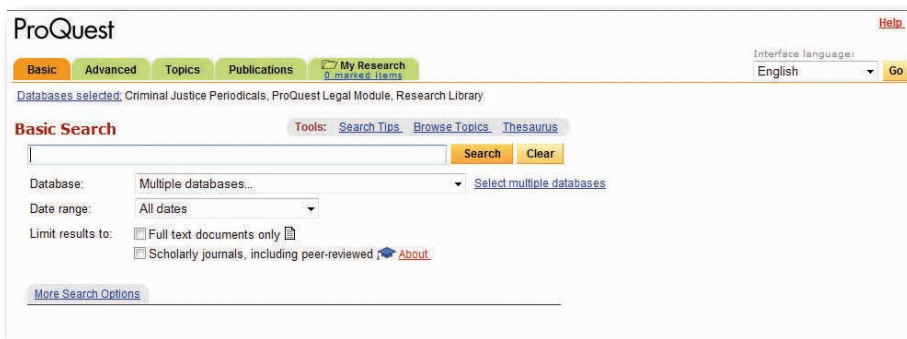 ProQuest
Help
Basic Advanced Topics Publications My Research
0 marked items
Interface language:
English Go
Databases selected: Criminal Justice Periodicals, ProQuest Legal Module, Research Library
Basic Search Tools: Search Tips Browse Topics Thesaurus
Search Clear
Database: Multiple databases... Select multiple databases
Date range: All dates
Limit results to: Full text documents only
Scholarly journals, including peer-reviewed About
More Search Options